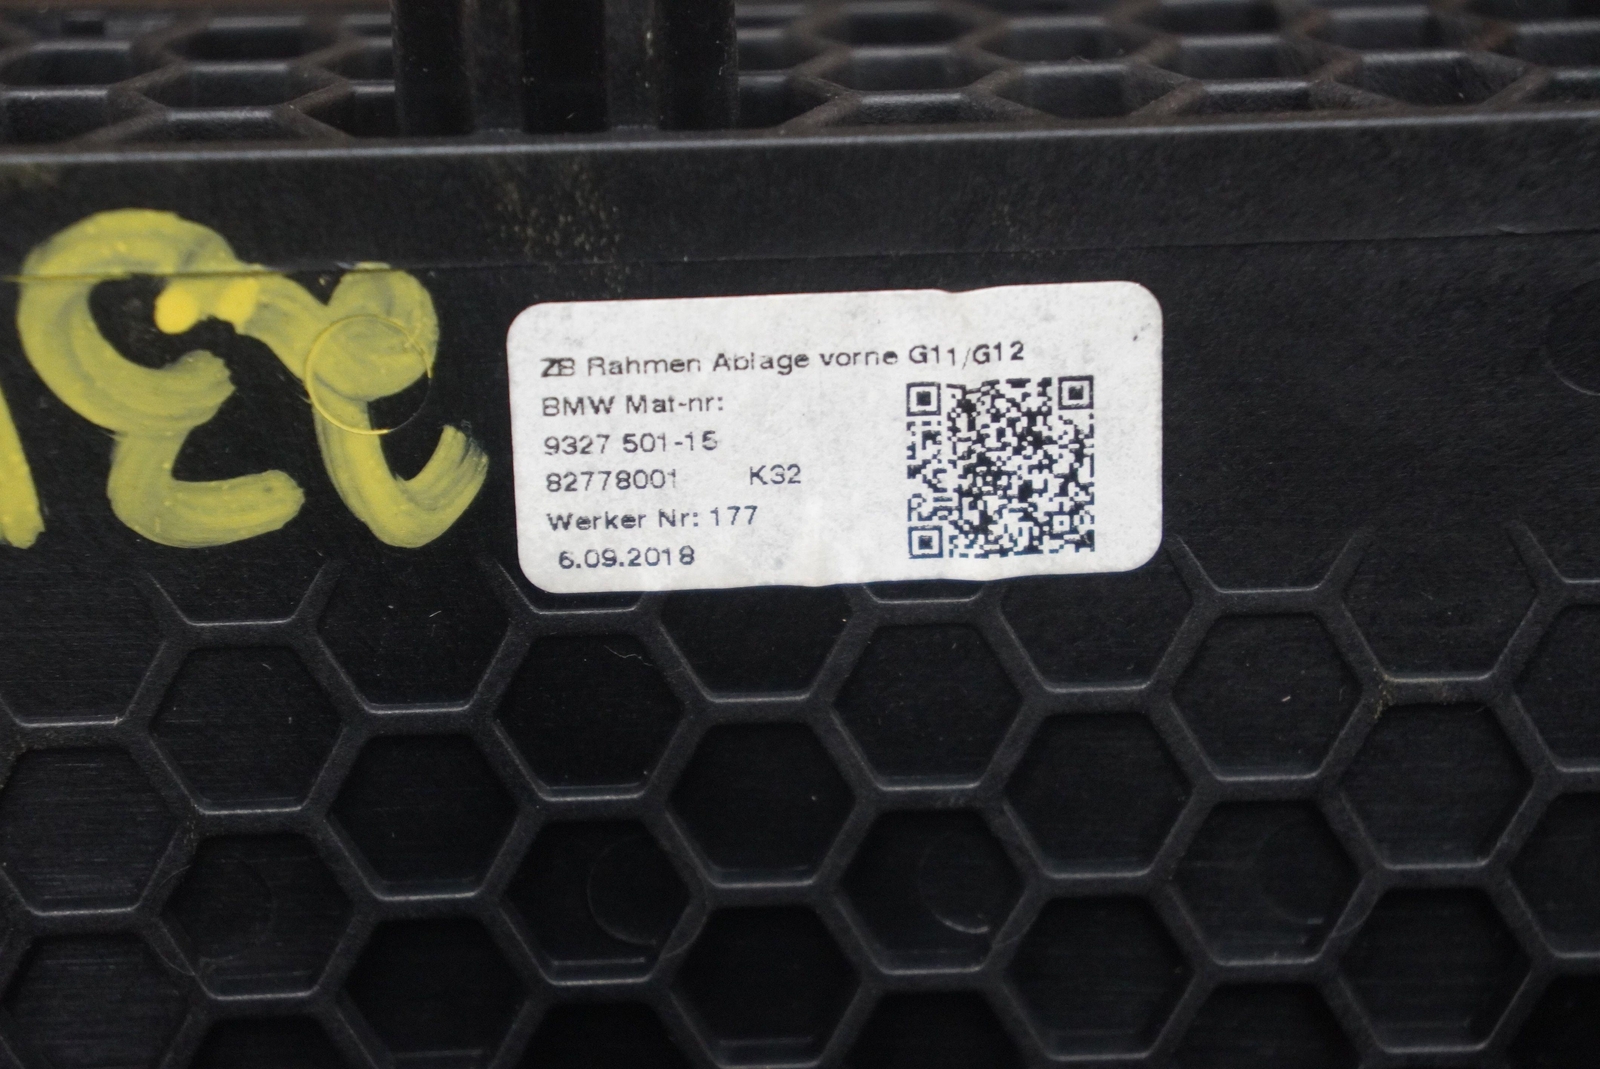 ZB Rahmen Ablage vorne G11/G12
BMW Mat-nr:
9327 501-15
82778001 K32
Werker Nr: 177
6.09.2018